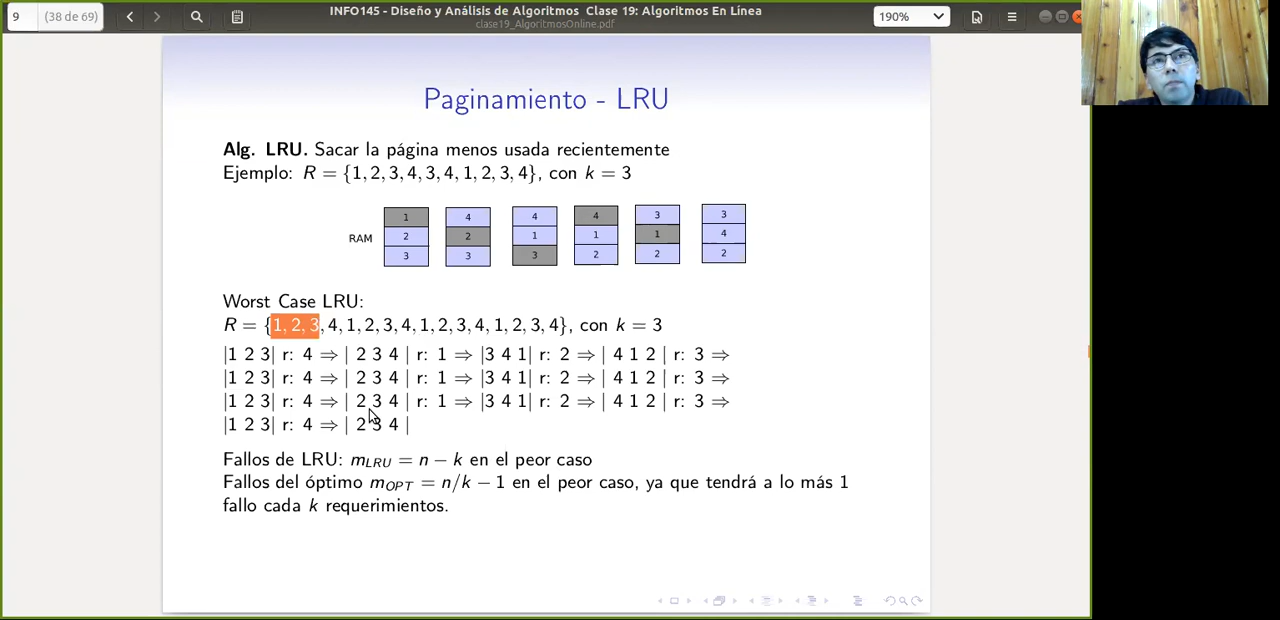 9 (38 de 69) INFO145 - Diseño y Análisis de Algoritmos Clase 19: Algoritmos En Línea 190%
clase19_AlgoritmosOnline.pdf
Paginamiento - LRU
Alg. LRU. Sacar la página menos usada recientemente
Ejemplo: R = {1, 2, 3, 4, 3, 4, 1, 2, 3, 4}, con k = 3
1 4 4 4 3 3
RAM 2 2 1 1 1 4
3 3 3 2 2 2
Worst Case LRU:
R = {1, 2, 3, 4, 1, 2, 3, 4, 1, 2, 3, 4, 1, 2, 3, 4}, con k = 3
|1 2 3| r: 4 ⇒ | 2 3 4 | r: 1 ⇒ |3 4 1| r: 2 ⇒ | 4 1 2 | r: 3 ⇒
|1 2 3| r: 4 ⇒ | 2 3 4 | r: 1 ⇒ |3 4 1| r: 2 ⇒ | 4 1 2 | r: 3 ⇒
|1 2 3| r: 4 ⇒ | 2 3 4 | r: 1 ⇒ |3 4 1| r: 2 ⇒ | 4 1 2 | r: 3 ⇒
|1 2 3| r: 4 ⇒ | 2 3 4 |
Fallos de LRU: m_LRU = n − k en el peor caso
Fallos del óptimo m_OPT = n/k − 1 en el peor caso, ya que tendrá a lo más 1
fallo cada k requerimientos.